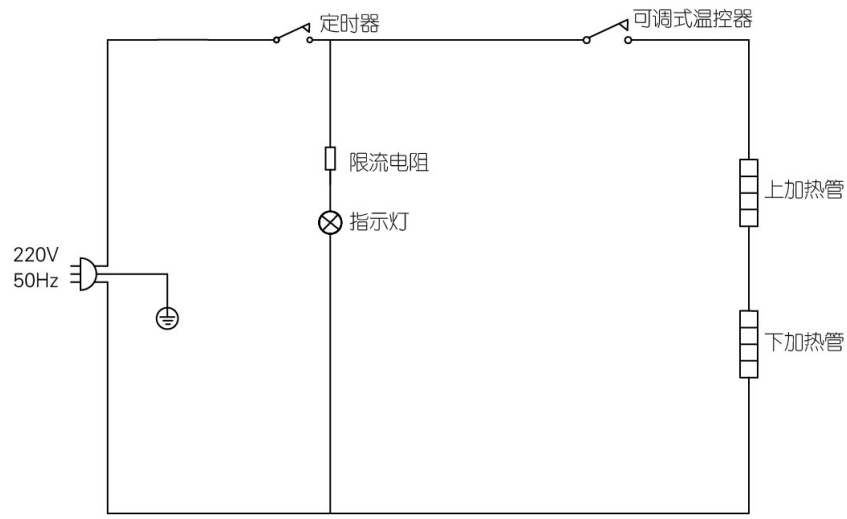 定时器
可调式温控器
限流电阻
上加热管
指示灯
220V
50Hz
下加热管